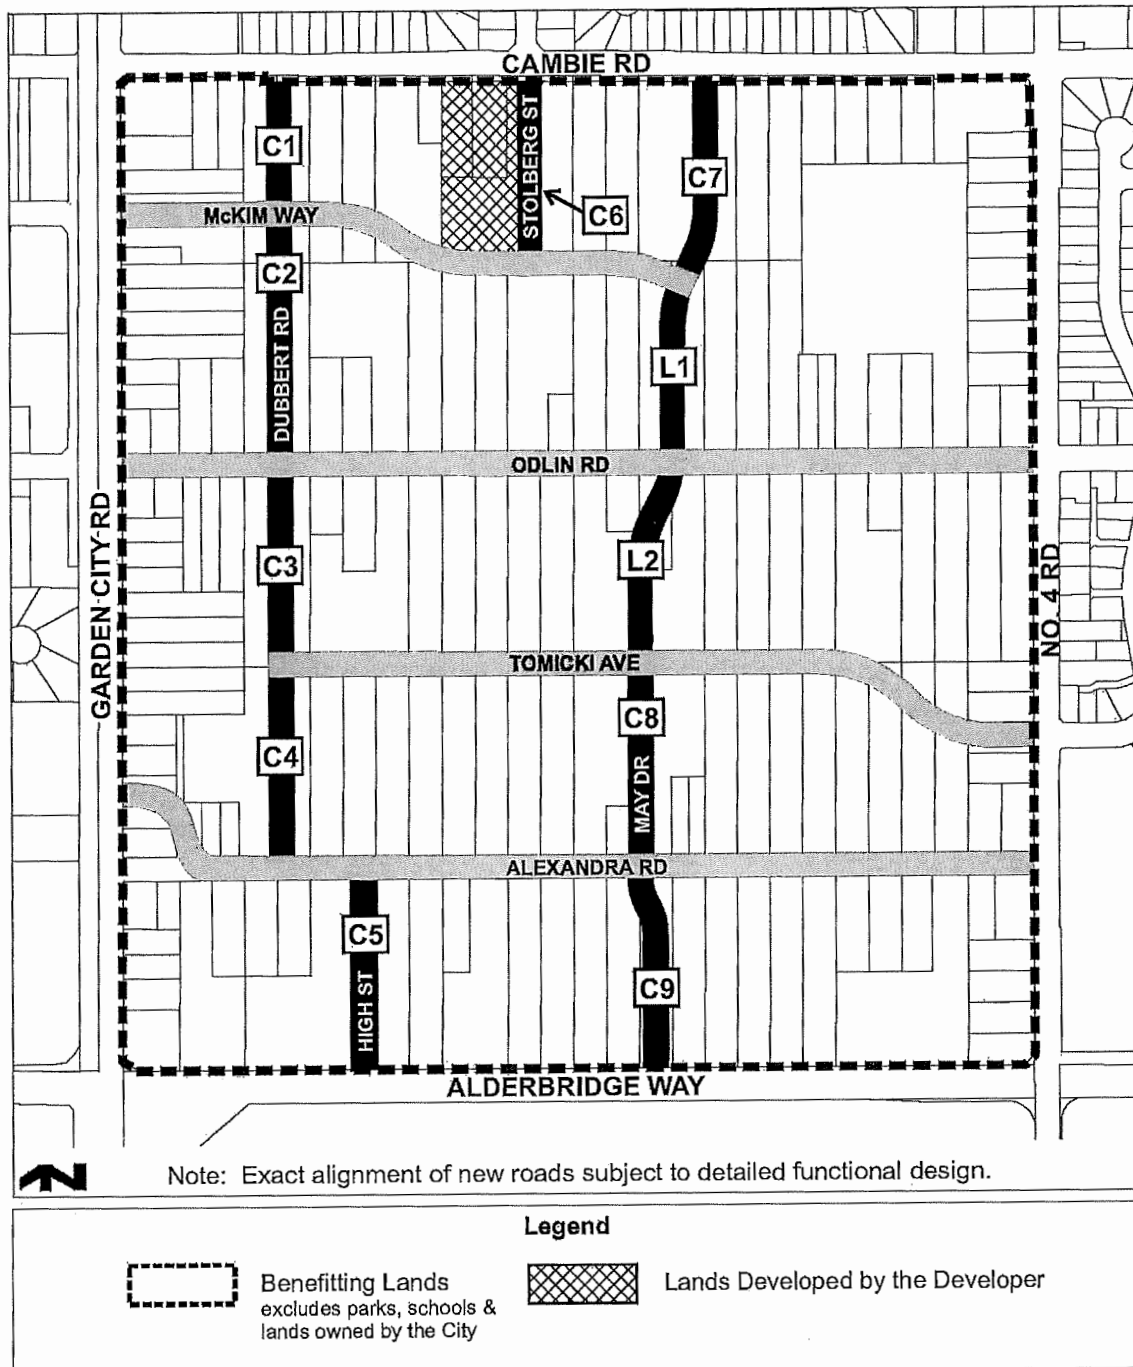 CAMBIE RD
STOLBERG ST
C1
C7
C6
McKIM WAY
C2
DUBBERT RD
L1
ODLIN RD
GARDEN CITY RD
NO. 4 RD
C3
L2
TOMICKI AVE
C8
C4
MAY DR
ALEXANDRA RD
C5
C9
HIGH ST
ALDERBRIDGE WAY
N
Note: Exact alignment of new roads subject to detailed functional design.
Legend
Benefitting Lands
excludes parks, schools &
lands owned by the City
Lands Developed by the Developer